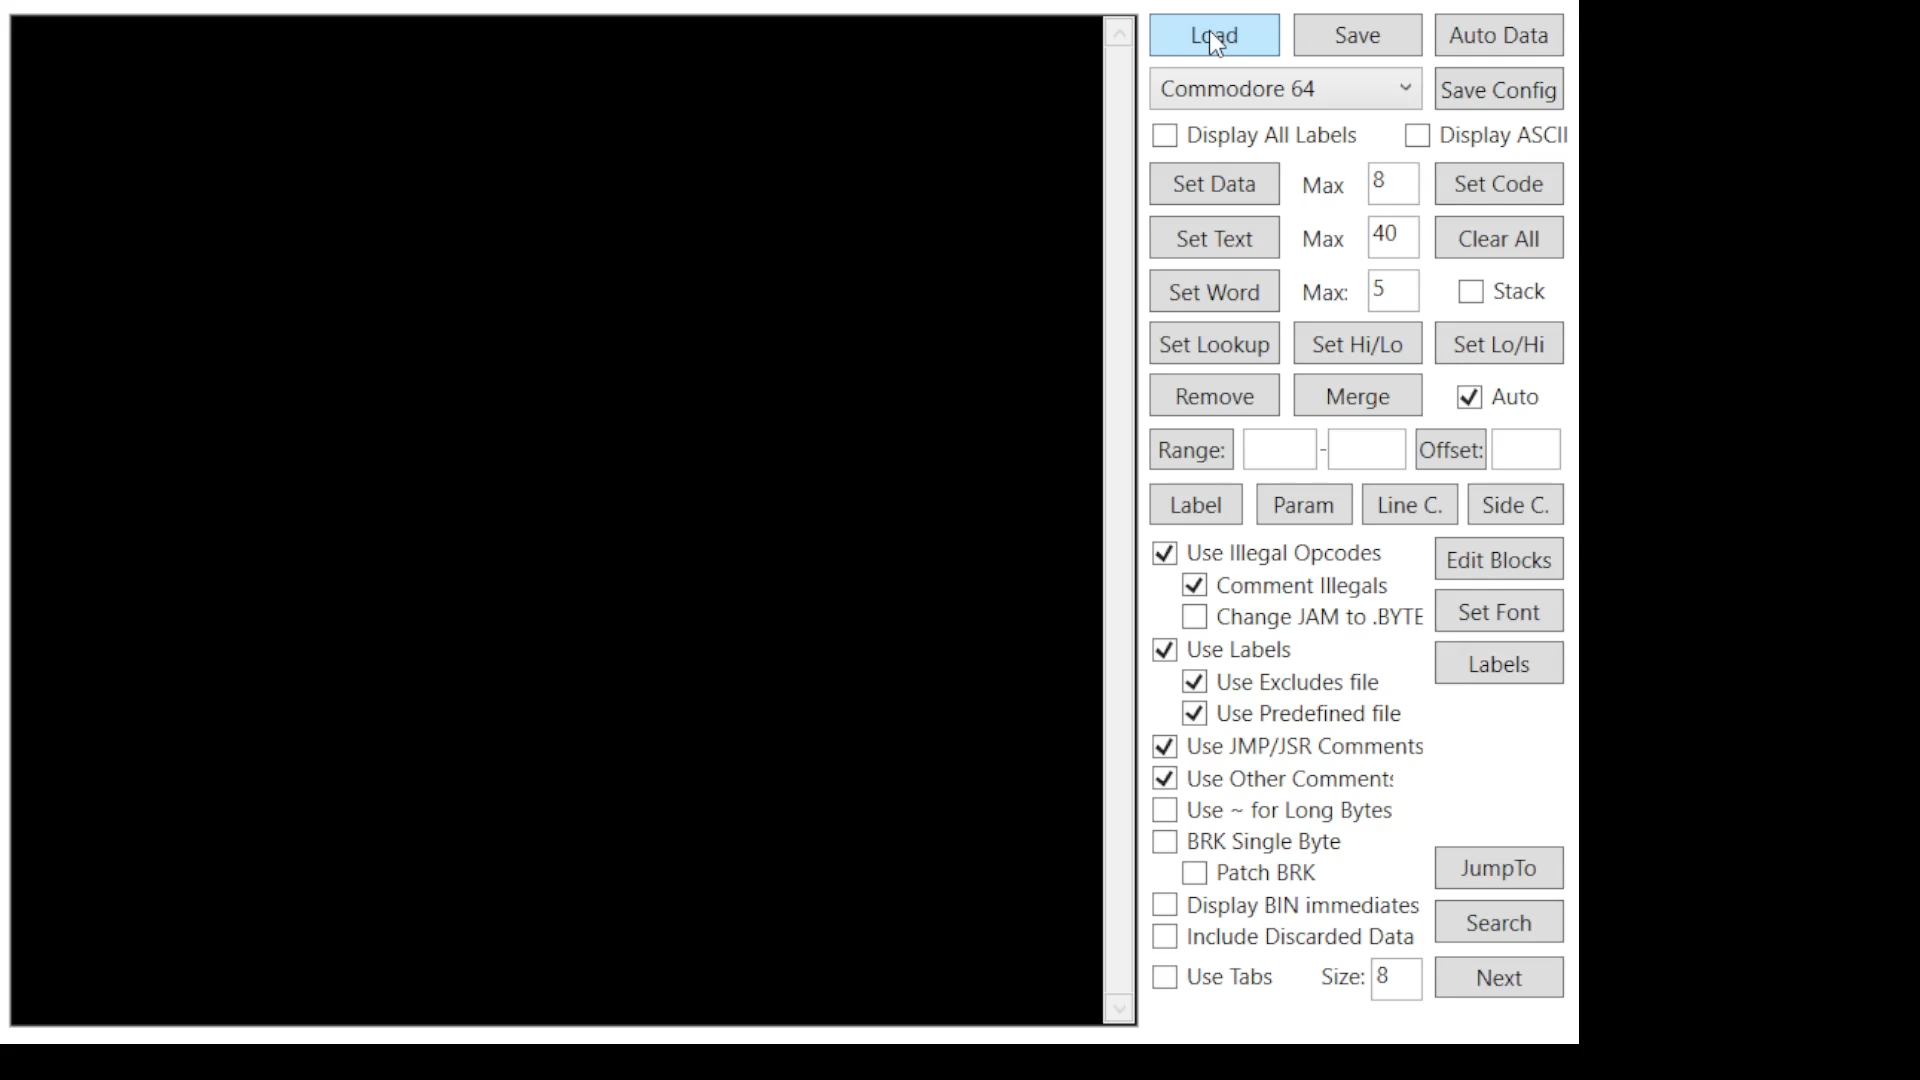 Load Save Auto Data
Commodore 64 Save Config
Display All Labels Display ASCII
Set Data Max 8 Set Code
Set Text Max 40 Clear All
Set Word Max: 5 Stack
Set Lookup Set Hi/Lo Set Lo/Hi
Remove Merge Auto
Range: - Offset:
Label Param Line C. Side C.
Use Illegal Opcodes Edit Blocks
Comment Illegals
Change JAM to .BYTE Set Font
Use Labels Labels
Use Excludes file
Use Predefined file
Use JMP/JSR Comments
Use Other Comments
Use ~ for Long Bytes
BRK Single Byte
Patch BRK JumpTo
Display BIN immediates Search
Include Discarded Data
Use Tabs Size: 8 Next